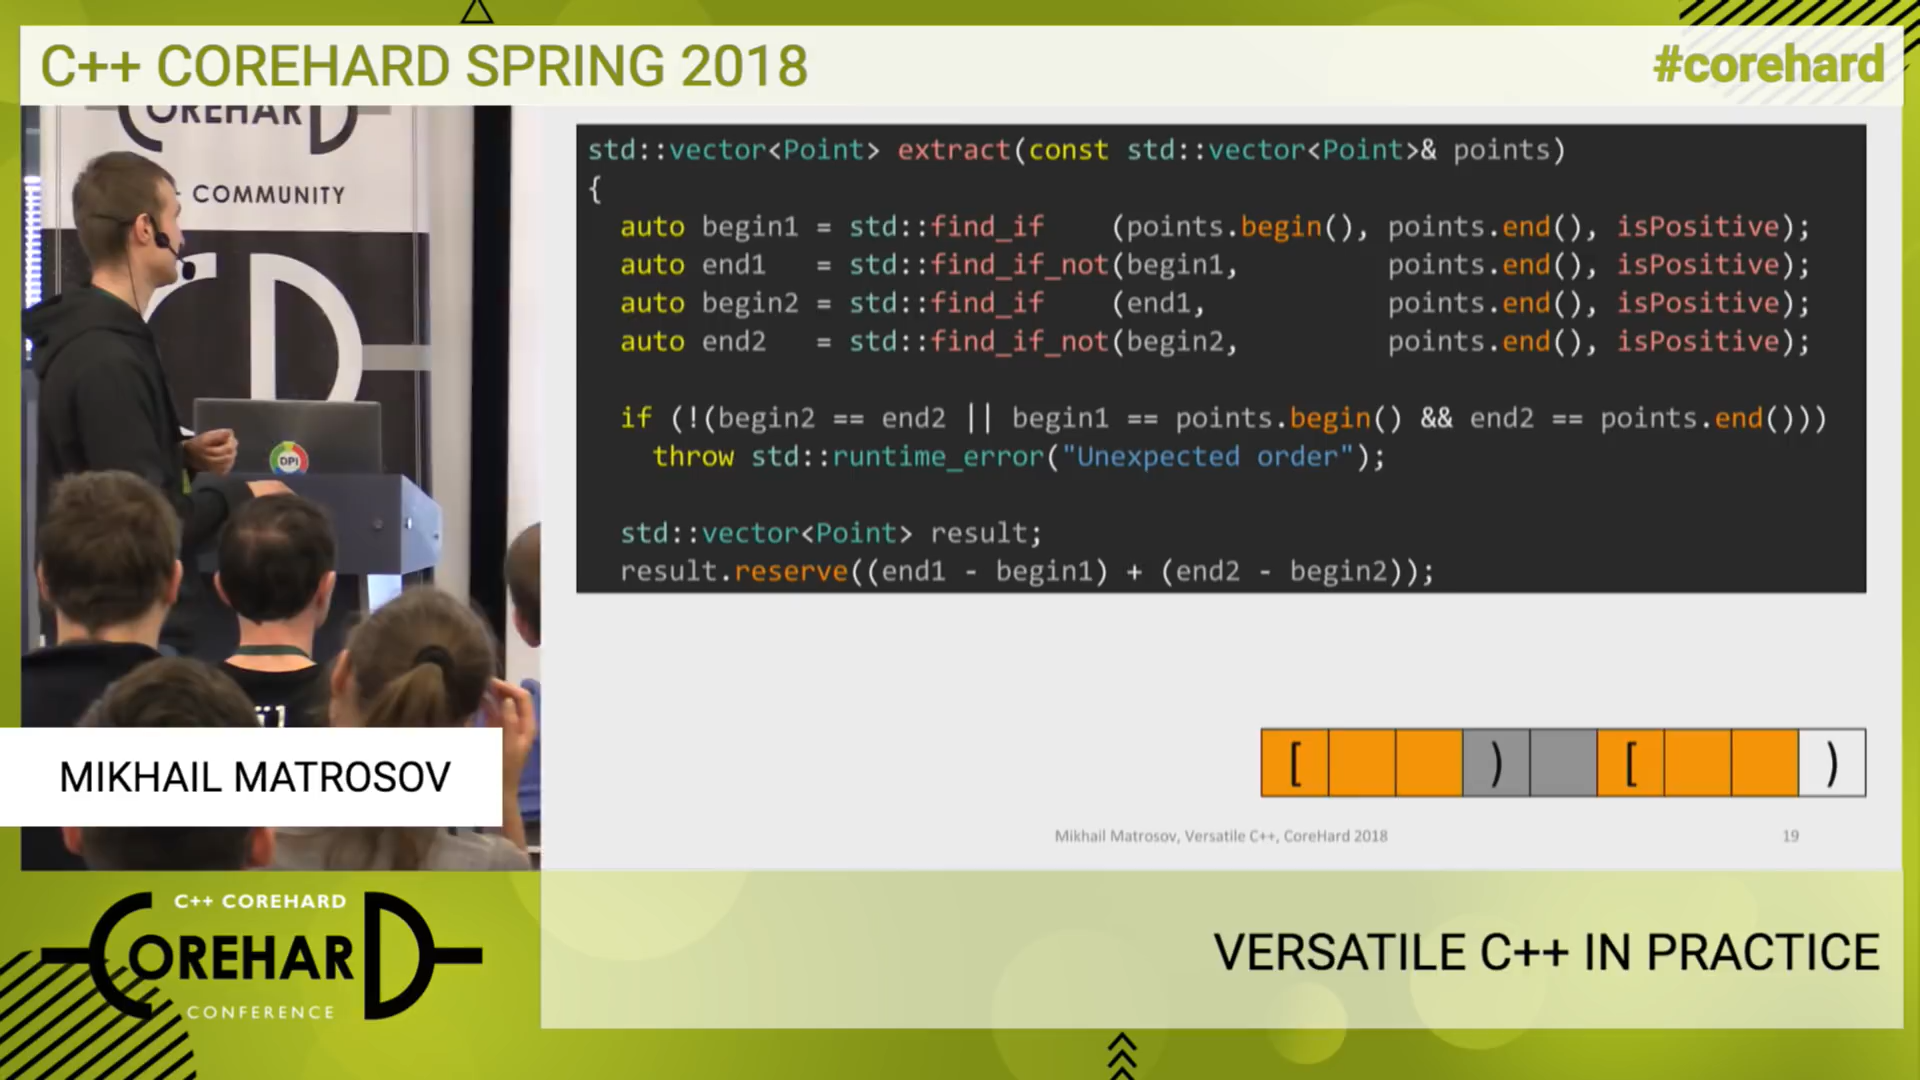 C++ COREHARD SPRING 2018
#corehard
OREHAR
COMMUNITY
DPI
std::vector<Point> extract(const std::vector<Point>& points)
{
  auto begin1 = std::find_if    (points.begin(), points.end(), isPositive);
  auto end1   = std::find_if_not(begin1,         points.end(), isPositive);
  auto begin2 = std::find_if    (end1,           points.end(), isPositive);
  auto end2   = std::find_if_not(begin2,         points.end(), isPositive);
  if (!(begin2 == end2 || begin1 == points.begin() && end2 == points.end()))
    throw std::runtime_error("Unexpected order");
  std::vector<Point> result;
  result.reserve((end1 - begin1) + (end2 - begin2));
[ ) [ )
Mikhail Matrosov, Versatile C++, CoreHard 2018
19
MIKHAIL MATROSOV
C++ COREHARD
COREHARD
CONFERENCE
VERSATILE C++ IN PRACTICE